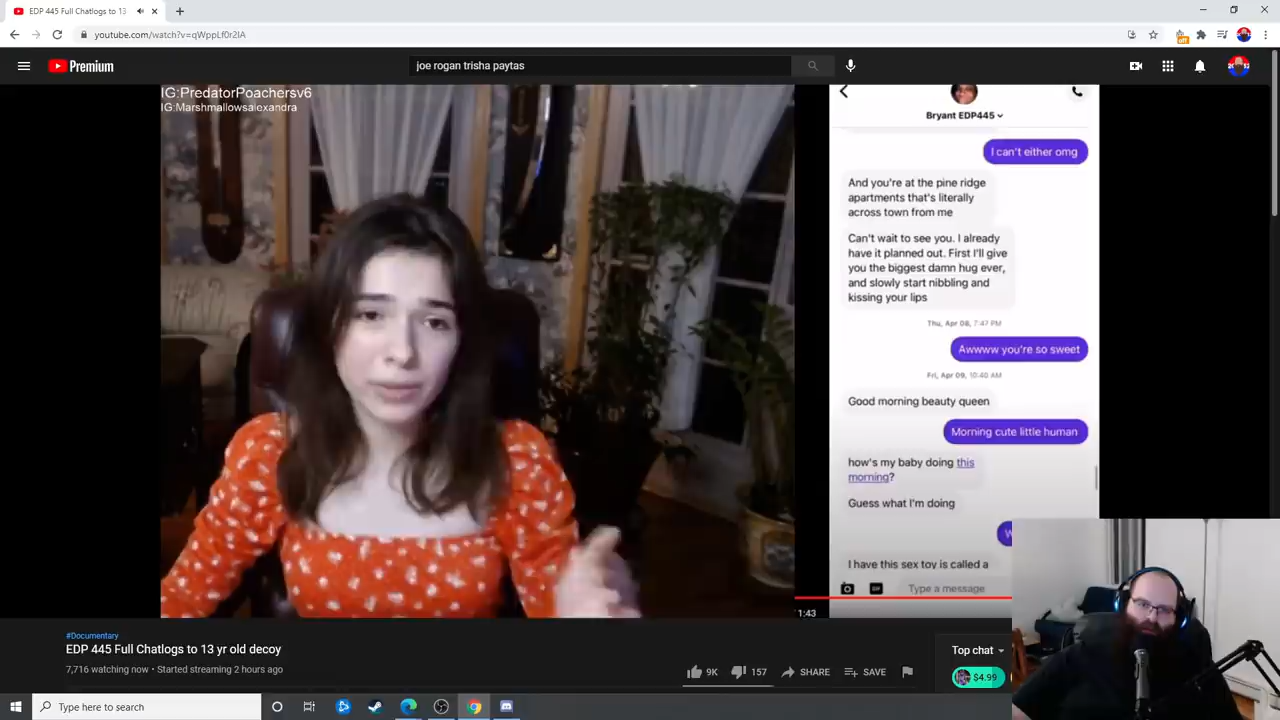 EDP 445 Full Chatlogs to 13
youtube.com/watch?v=qWppLf0r2IA
off
Premium
joe rogan trisha paytas
IG:PredatorPoachersv6
IG:Marshmallowsalexandra
Bryant EDP445
I can't either omg
And you're at the pine ridge
apartments that's literally
across town from me
Can't wait to see you. I already
have it planned out. First I'll give
you the biggest damn hug ever,
and slowly start nibbling and
kissing your lips
Thu, Apr 08, 7:47 PM
Awwww you're so sweet
Fri, Apr 09, 10:40 AM
Good morning beauty queen
Morning cute little human
how's my baby doing this
morning?
Guess what I'm doing
I have this sex toy is called a
GIF
Type a message
1:43
#Documentary
EDP 445 Full Chatlogs to 13 yr old decoy
7,716 watching now • Started streaming 2 hours ago
9K
157
SHARE
SAVE
Top chat
$4.99
Type here to search